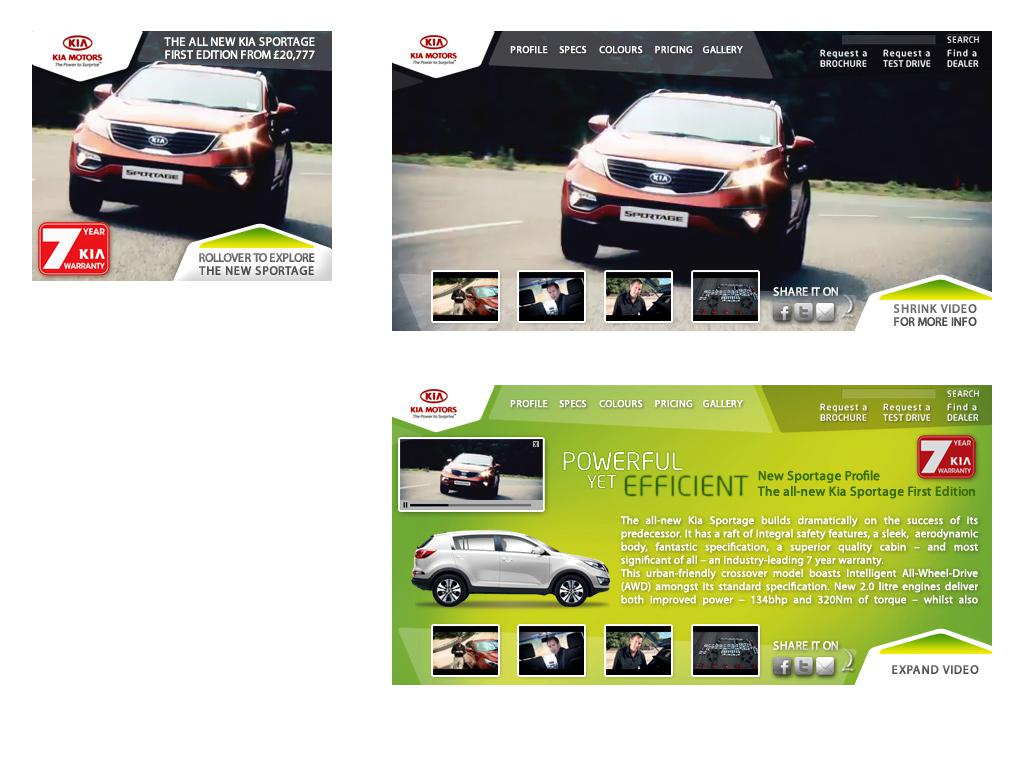 KIA MOTORS
The Power to Surprise™
THE ALL NEW KIA SPORTAGE
FIRST EDITION FROM £20,777
KIA
SPORTAGE
7 YEAR
KIA
WARRANTY
ROLLOVER TO EXPLORE
THE NEW SPORTAGE
KIA MOTORS
The Power to Surprise™
PROFILE SPECS COLOURS PRICING GALLERY
SEARCH
Request a BROCHURE
Request a TEST DRIVE
Find a DEALER
KIA
SPORTAGE
SHARE IT ON
SHRINK VIDEO
FOR MORE INFO
KIA MOTORS
The Power to Surprise™
PROFILE SPECS COLOURS PRICING GALLERY
SEARCH
Request a BROCHURE
Request a TEST DRIVE
Find a DEALER
POWERFUL
YET EFFICIENT
7 YEAR
KIA
WARRANTY
New Sportage Profile
The all-new Kia Sportage First Edition
The all-new Kia Sportage builds dramatically on the success of its
predecessor. It has a raft of integral safety features, a sleek, aerodynamic
body, fantastic specification, a superior quality cabin – and most
significant of all – an industry-leading 7 year warranty.
This urban-friendly crossover model boasts Intelligent All-Wheel-Drive
(AWD) amongst its standard specification. New 2.0 litre engines deliver
both improved power – 134bhp and 320Nm of torque – whilst also
SHARE IT ON
EXPAND VIDEO